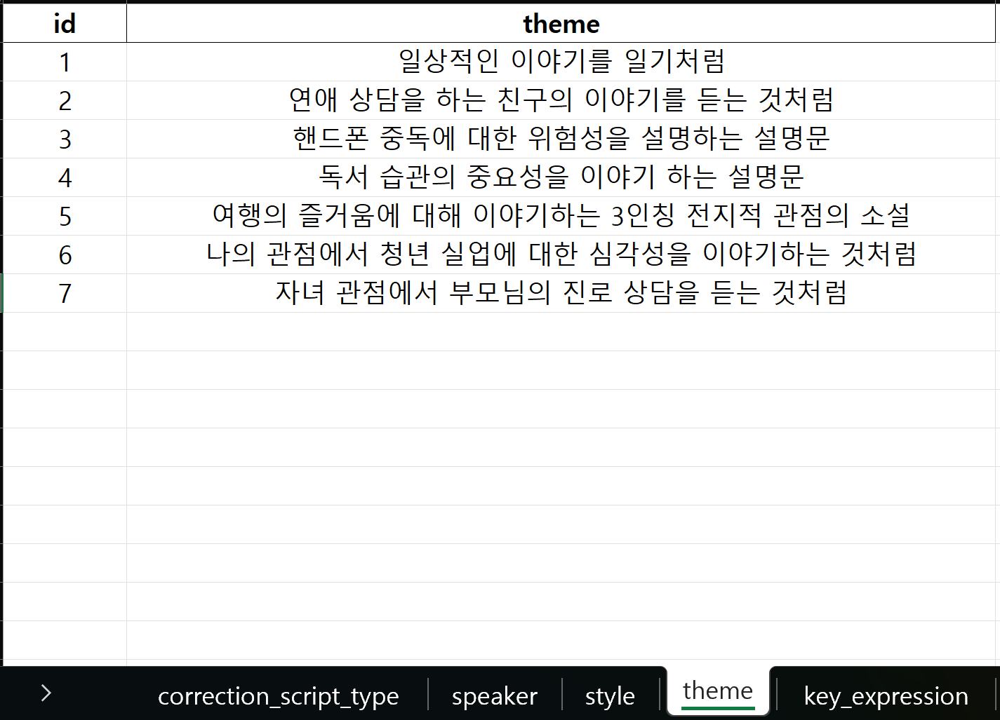 id theme
1 일상적인 이야기를 일기처럼
2 연애 상담을 하는 친구의 이야기를 듣는 것처럼
3 핸드폰 중독에 대한 위험성을 설명하는 설명문
4 독서 습관의 중요성을 이야기 하는 설명문
5 여행의 즐거움에 대해 이야기하는 3인칭 전지적 관점의 소설
6 나의 관점에서 청년 실업에 대한 심각성을 이야기하는 것처럼
7 자녀 관점에서 부모님의 진로 상담을 듣는 것처럼
correction_script_type speaker style theme key_expression